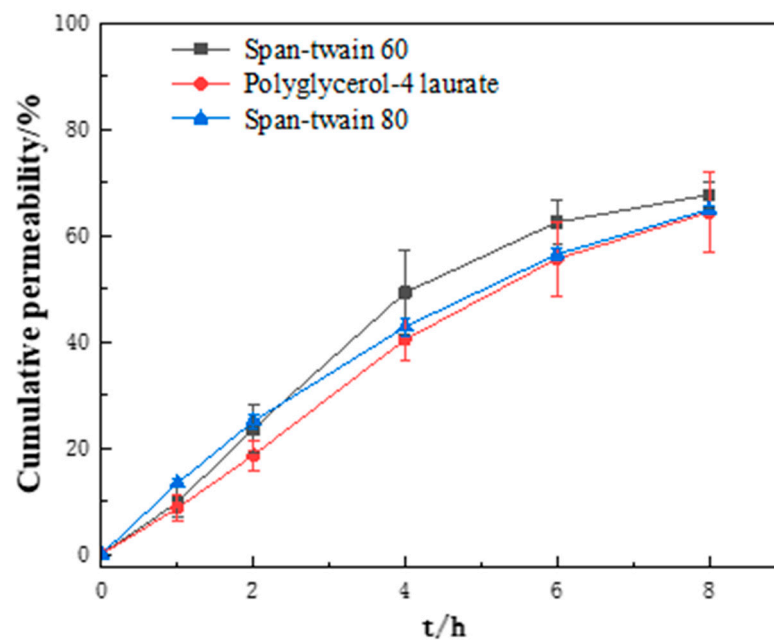 100
80
60
40
20
0
Cumulative permeability/%
Span-twain 60
Polyglycerol-4 laurate
Span-twain 80
0 2 4 6 8
t/h